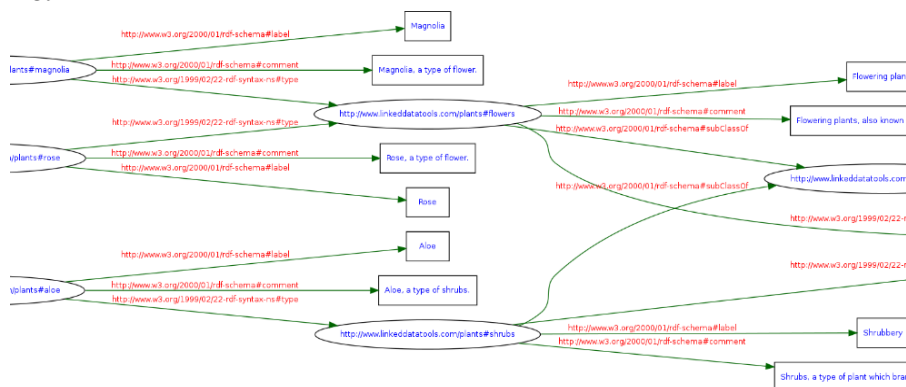 Magnolia
http://www.w3.org/2000/01/rdf-schema#label
plants#magnolia
http://www.w3.org/2000/01/rdf-schema#comment
Magnolia, a type of flower.
http://www.w3.org/1999/02/22-rdf-syntax-ns#type
http://www.w3.org/2000/01/rdf-schema#label
Flowering plan
http://www.linkeddatatools.com/plants#flowers
http://www.w3.org/2000/01/rdf-schema#comment
Flowering plants, also known
http://www.w3.org/1999/02/22-rdf-syntax-ns#type
http://www.w3.org/2000/01/rdf-schema#subClassOf
/plants#rose
http://www.w3.org/2000/01/rdf-schema#comment
Rose, a type of flower.
http://www.w3.org/2000/01/rdf-schema#label
http://www.linkeddatatools.com
http://www.w3.org/2000/01/rdf-schema#subClassOf
Rose
http://www.w3.org/1999/02/22-r
Aloe
http://www.w3.org/2000/01/rdf-schema#label
http://www.w3.org/1999/02/22-r
/plants#aloe
http://www.w3.org/2000/01/rdf-schema#comment
Aloe, a type of shrubs.
http://www.w3.org/1999/02/22-rdf-syntax-ns#type
http://www.linkeddatatools.com/plants#shrubs
http://www.w3.org/2000/01/rdf-schema#label
Shrubbery
http://www.w3.org/2000/01/rdf-schema#comment
Shrubs, a type of plant which bra